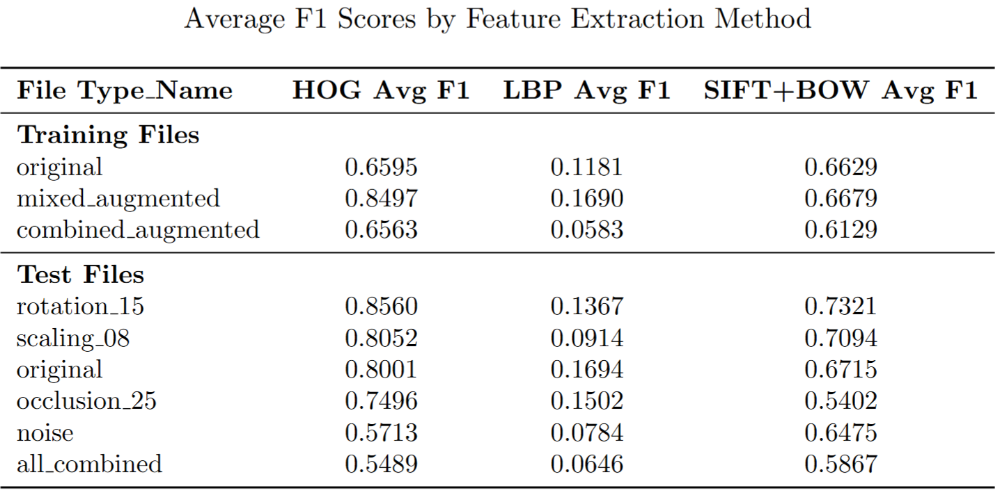 Average F1 Scores by Feature Extraction Method
File Type_Name HOG Avg F1 LBP Avg F1 SIFT+BOW Avg F1
Training Files
original 0.6595 0.1181 0.6629
mixed_augmented 0.8497 0.1690 0.6679
combined_augmented 0.6563 0.0583 0.6129
Test Files
rotation_15 0.8560 0.1367 0.7321
scaling_08 0.8052 0.0914 0.7094
original 0.8001 0.1694 0.6715
occlusion_25 0.7496 0.1502 0.5402
noise 0.5713 0.0784 0.6475
all_combined 0.5489 0.0646 0.5867